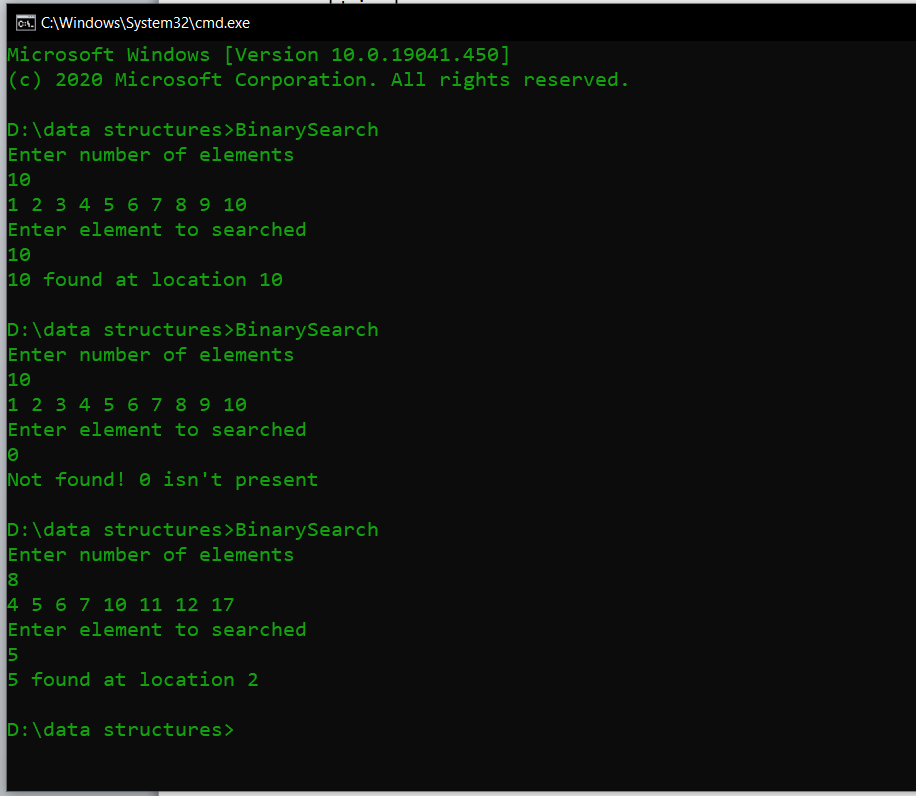 C:\Windows\System32\cmd.exe
Microsoft Windows [Version 10.0.19041.450]
(c) 2020 Microsoft Corporation. All rights reserved.
D:\data structures>BinarySearch
Enter number of elements
10
1 2 3 4 5 6 7 8 9 10
Enter element to searched
10
10 found at location 10
D:\data structures>BinarySearch
Enter number of elements
10
1 2 3 4 5 6 7 8 9 10
Enter element to searched
0
Not found! 0 isn't present
D:\data structures>BinarySearch
Enter number of elements
8
4 5 6 7 10 11 12 17
Enter element to searched
5
5 found at location 2
D:\data structures>